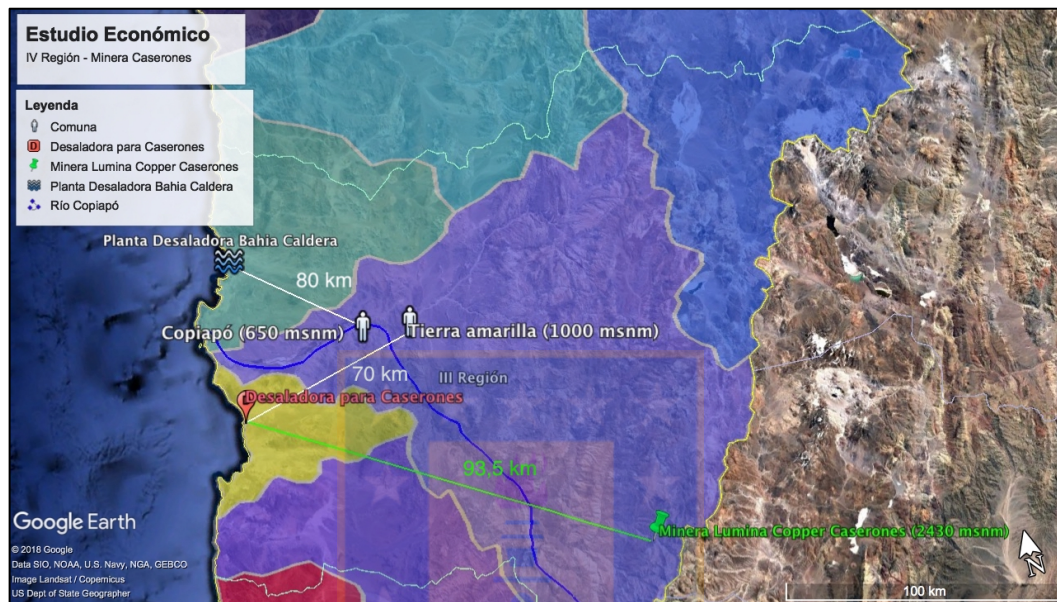 Estudio Económico
IV Región - Minera Caserones
Leyenda
Comuna
D
Desaladora para Caserones
Minera Lumina Copper Caserones
Planta Desaladora Bahia Caldera
Río Copiapó
Planta Desaladora Bahia Caldera
80 km
Copiapó (650 msnm)
Tierra amarilla (1000 msnm)
70 km
III Región
Desaladora para Caserones
93.5 km
Minera Lumina Copper Caserones (2430 msnm)
Google Earth
© 2018 Google
Data SIO, NOAA, U.S. Navy, NGA, GEBCO
Image Landsat / Copernicus
US Dept of State Geographer
N
100 km